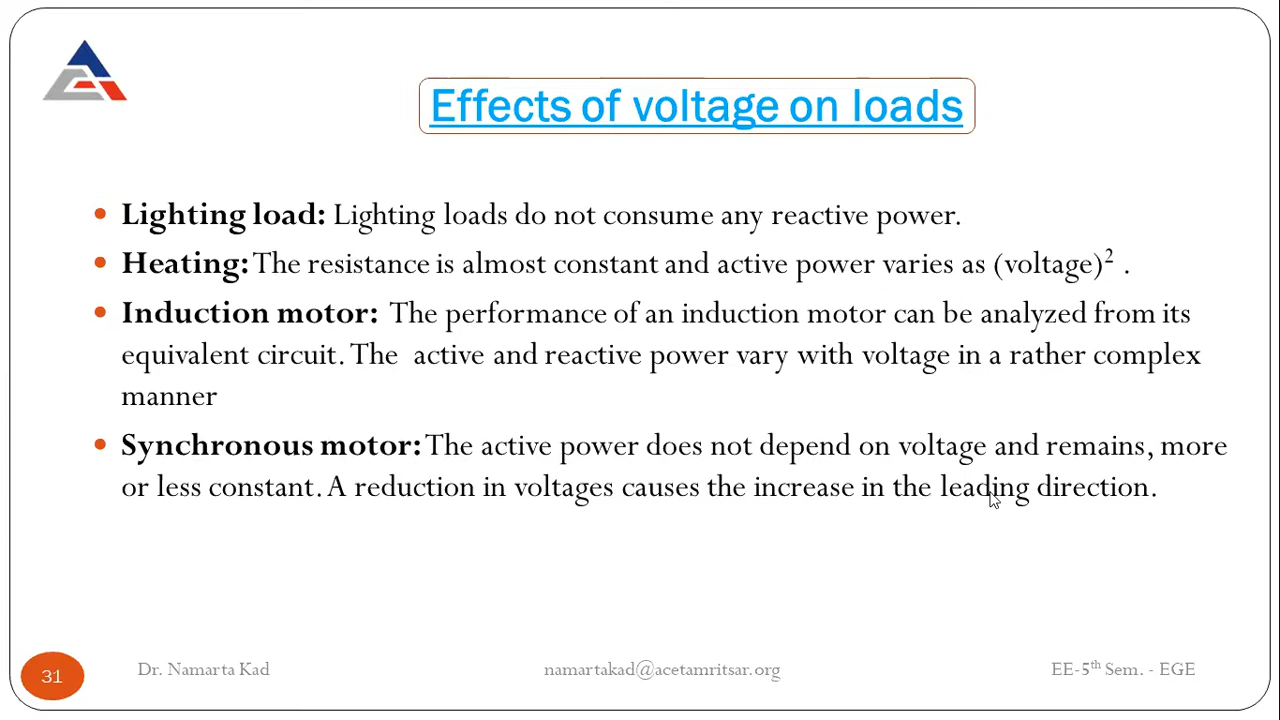 Effects of voltage on loads
• Lighting load: Lighting loads do not consume any reactive power.
• Heating: The resistance is almost constant and active power varies as (voltage)² .
• Induction motor: The performance of an induction motor can be analyzed from its
equivalent circuit. The active and reactive power vary with voltage in a rather complex
manner
• Synchronous motor: The active power does not depend on voltage and remains, more
or less constant. A reduction in voltages causes the increase in the leading direction.
31 Dr. Namarta Kad namartakad@acetamritsar.org EE-5th Sem. - EGE